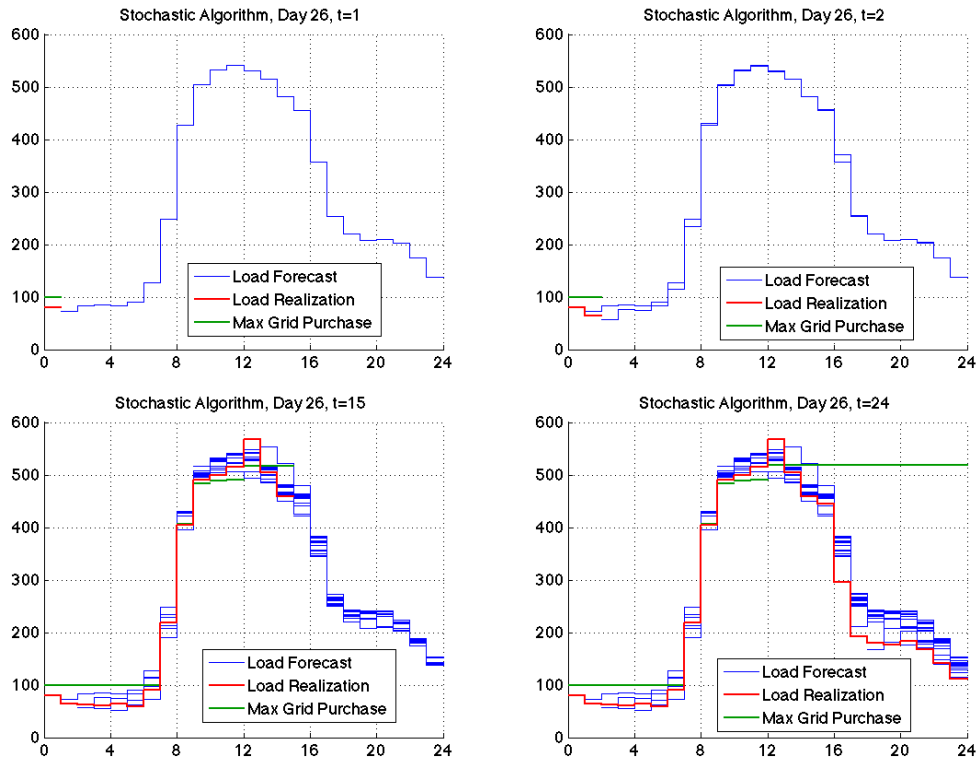 Stochastic Algorithm, Day 26, t=1
600
500
400
300
200
100
0
0 4 8 12 16 20 24
Load Forecast
Load Realization
Max Grid Purchase
Stochastic Algorithm, Day 26, t=2
600
500
400
300
200
100
0
0 4 8 12 16 20 24
Load Forecast
Load Realization
Max Grid Purchase
Stochastic Algorithm, Day 26, t=15
600
500
400
300
200
100
0
0 4 8 12 16 20 24
Load Forecast
Load Realization
Max Grid Purchase
Stochastic Algorithm, Day 26, t=24
600
500
400
300
200
100
0
0 4 8 12 16 20 24
Load Forecast
Load Realization
Max Grid Purchase